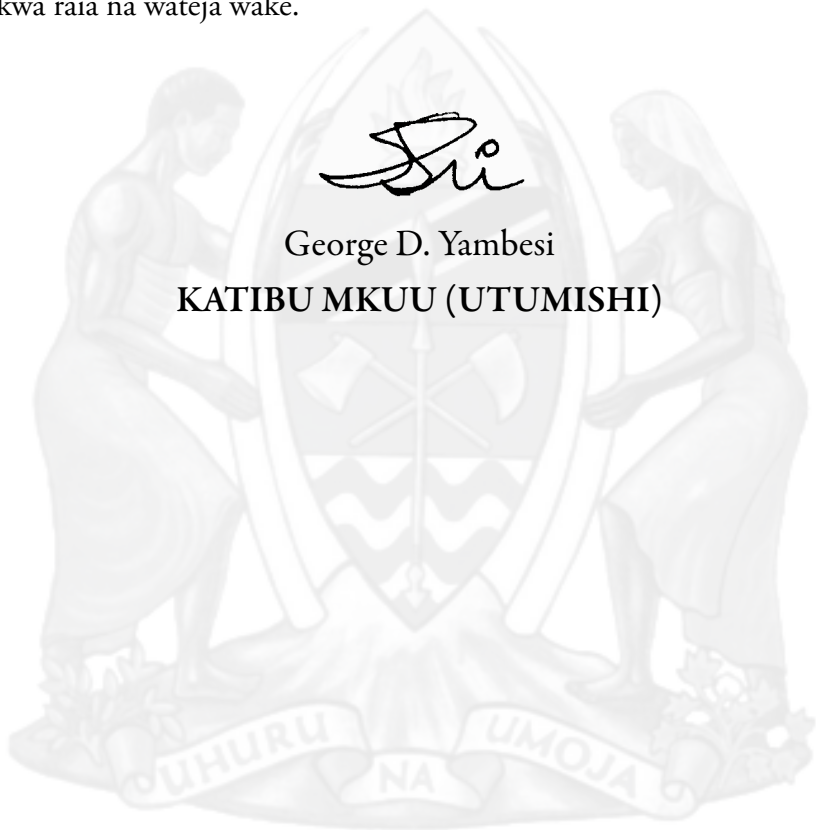 kwa raia na wateja wake.
George D. Yambesi
KATIBU MKUU (UTUMISHI)
UHURU NA UMOJA